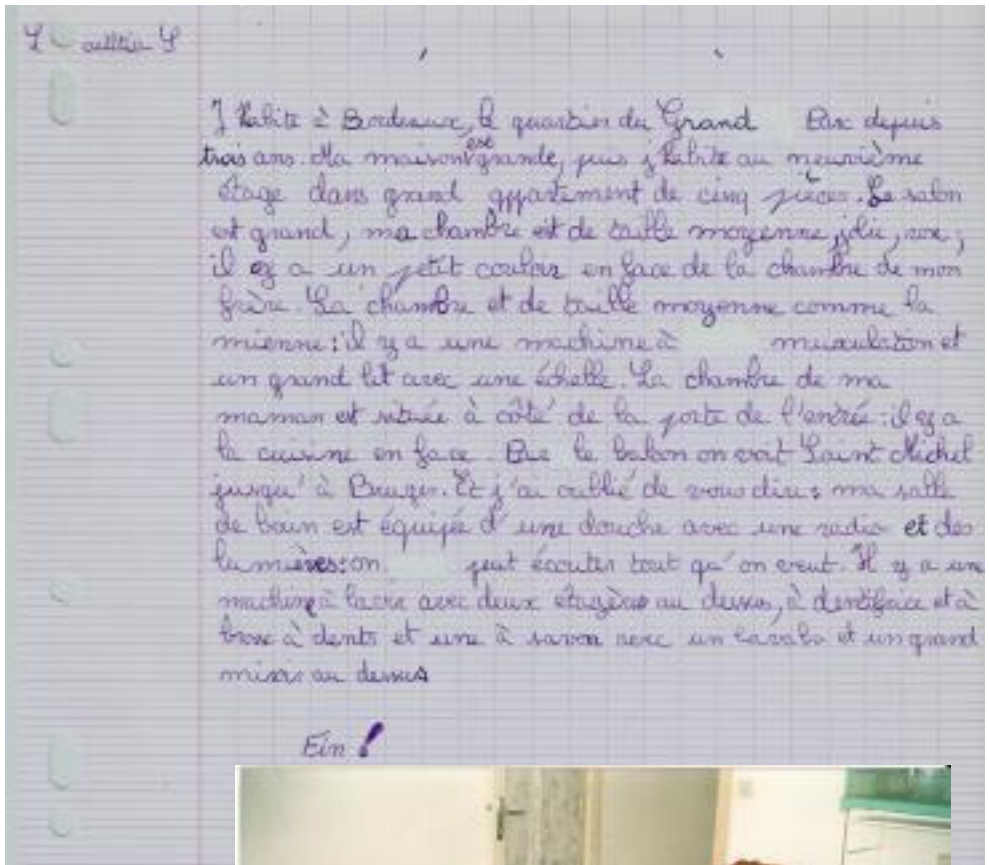 J'habite à Bordeaux, le quartier du Grand Parc depuis
trois ans. Ma maison est grande, puis j'habite au neuvième
étage dans grand appartement de cinq pièces. Le salon
est grand, ma chambre est de taille moyenne, jolie, rose ;
il y a un petit couloir en face de la chambre de mon
frère. Sa chambre et de taille moyenne comme la
mienne : il y a une machine à musculation et
un grand lit avec une échelle. La chambre de ma
maman est située à côté de la porte de l'entrée : il y a
la cuisine en face. Sur le balcon on voit Saint Michel
jusqu'à Bruges. Et j'ai oublié de vous dire : ma salle
de bain est équipée d'une douche avec une radio et des
lumières : on peut écouter tout qu'on veut. Il y a une
machine à laver avec deux étagères au dessus, à dentifrice et à
brosse à dents et une à savon avec un lavabo et un grand
miroir au dessus
Fin !